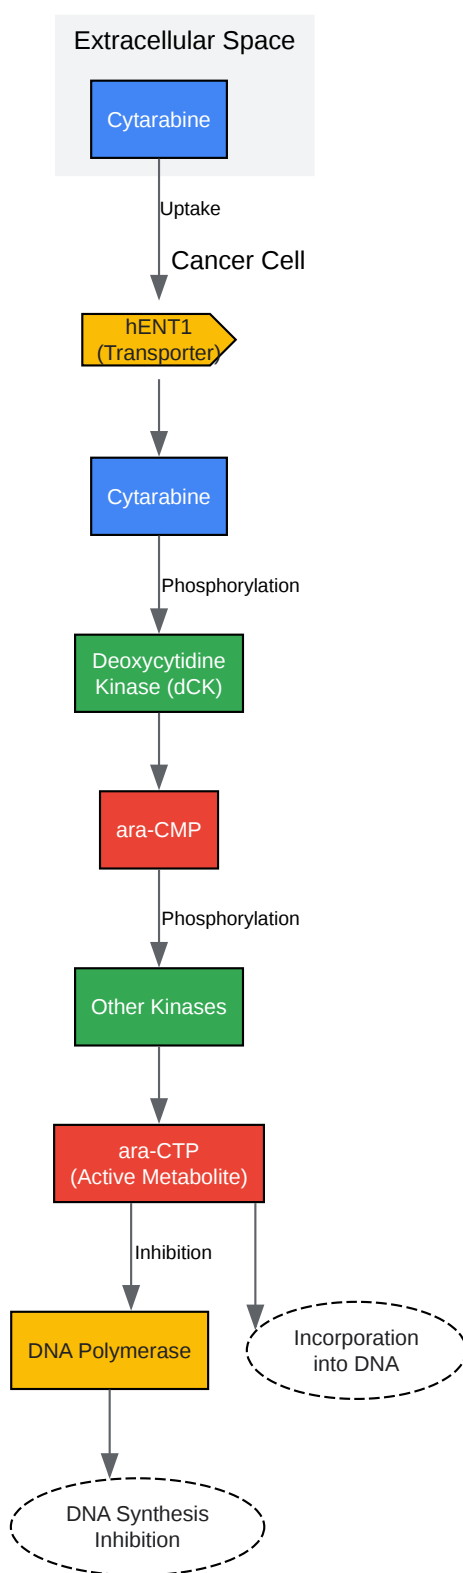 Extracellular Space
Cytarabine
Uptake
Cancer Cell
hENT1
(Transporter)
Cytarabine
Phosphorylation
Deoxycytidine
Kinase (dCK)
ara-CMP
Phosphorylation
Other Kinases
ara-CTP
(Active Metabolite)
Inhibition
DNA Polymerase
Incorporation
into DNA
DNA Synthesis
Inhibition